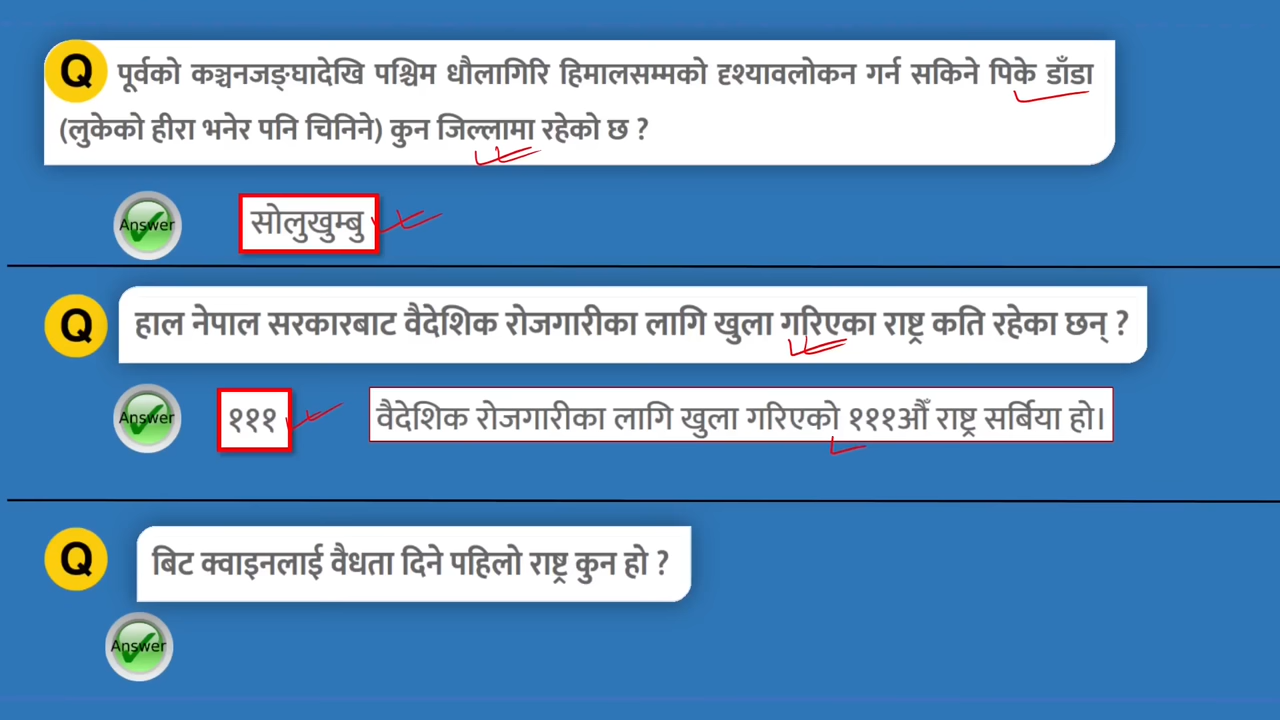 Q पूर्वको कञ्चनजङ्घादेखि पश्चिम धौलागिरि हिमालसम्मको दृश्यावलोकन गर्न सकिने पिके डाँडा
(लुकेको हीरा भनेर पनि चिनिने) कुन जिल्लामा रहेको छ ?
Answer सोलुखुम्बु
Q हाल नेपाल सरकारबाट वैदेशिक रोजगारीका लागि खुला गरिएका राष्ट्र कति रहेका छन् ?
Answer १११ वैदेशिक रोजगारीका लागि खुला गरिएको १११औँ राष्ट्र सर्बिया हो।
Q बिट क्वाइनलाई वैधता दिने पहिलो राष्ट्र कुन हो ?
Answer